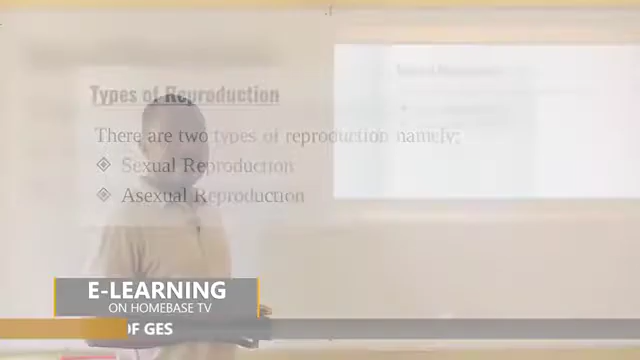 Types of Reproduction
There are two types of reproduction namely;
Sexual Reproduction
Asexual Reproduction
E-LEARNING
ON HOMEBASE TV
OF GES